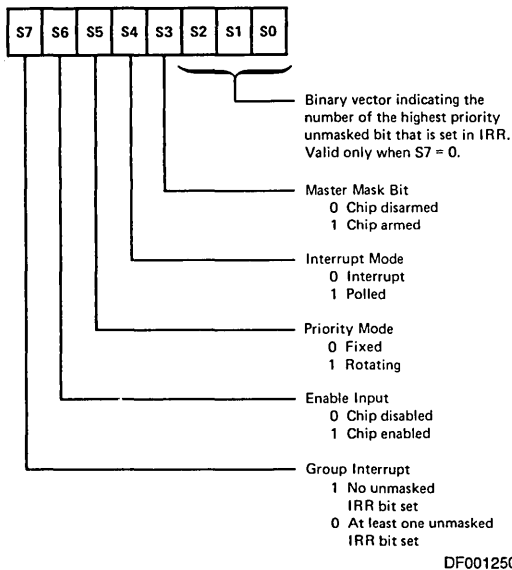 S7 S6 S5 S4 S3 S2 S1 S0
Binary vector indicating the
number of the highest priority
unmasked bit that is set in IRR.
Valid only when S7 = 0.
Master Mask Bit
0 Chip disarmed
1 Chip armed
Interrupt Mode
0 Interrupt
1 Polled
Priority Mode
0 Fixed
1 Rotating
Enable Input
0 Chip disabled
1 Chip enabled
Group Interrupt
1 No unmasked
IRR bit set
0 At least one unmasked
IRR bit set
DF001250